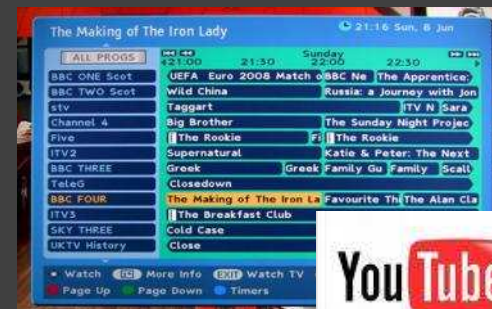 The Making of The Iron Lady 21:16 Sun, 8 Jun
ALL PROGS Sunday
21:00 21:30 22:00 22:30
BBC ONE Scot UEFA Euro 2008 Match o BBC Ne The Apprentice:
BBC TWO Scot Wild China Russia: a Journey with Jon
stv Taggart ITV N Sara
Channel 4 Big Brother The Sunday Night Projec
Five The Rookie Fi The Rookie
ITV2 Supernatural Katie & Peter: The Next
BBC THREE Greek Greek Family Gu Family Scall
TeleG Closedown
BBC FOUR The Making of The Iron La Favourite Thi The Alan Cla
ITV3 The Breakfast Club
SKY THREE Cold Case
UKTV History Close
Watch More Info EXIT Watch TV
Page Up Page Down Timers
You Tube